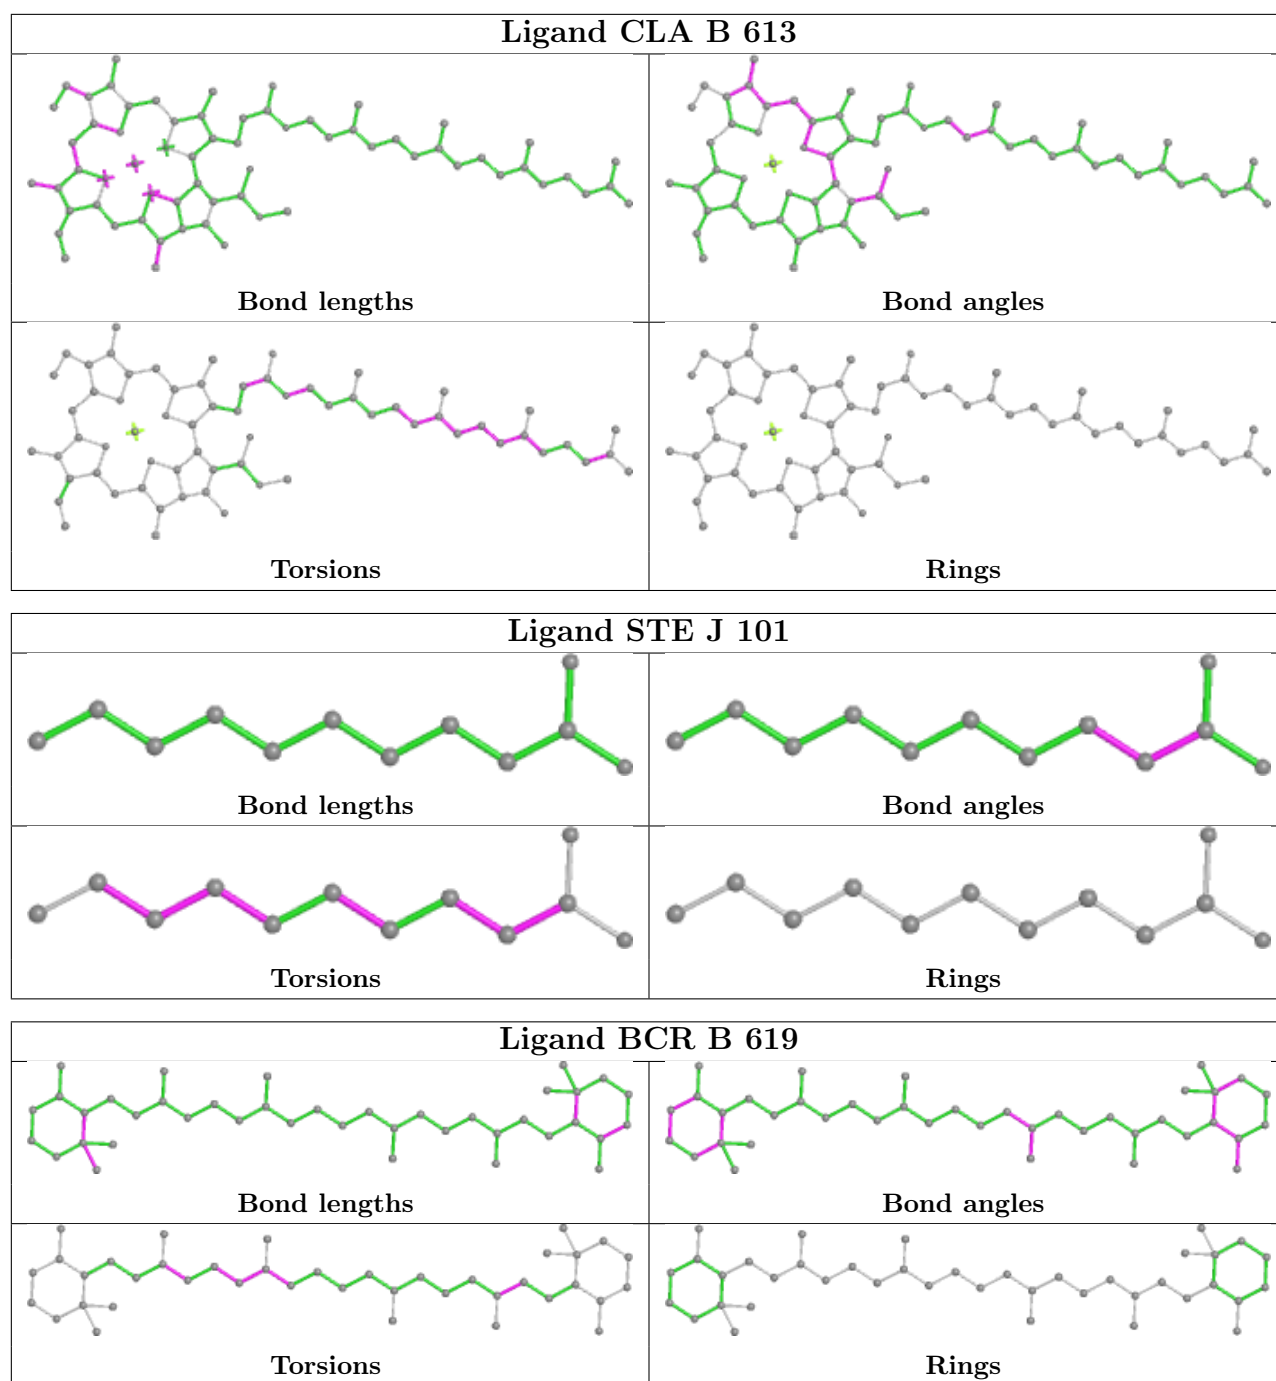 Ligand CLA B 613
Bond lengths
Bond angles
Torsions
Rings
Ligand STE J 101
Bond lengths
Bond angles
Torsions
Rings
Ligand BCR B 619
Bond lengths
Bond angles
Torsions
Rings